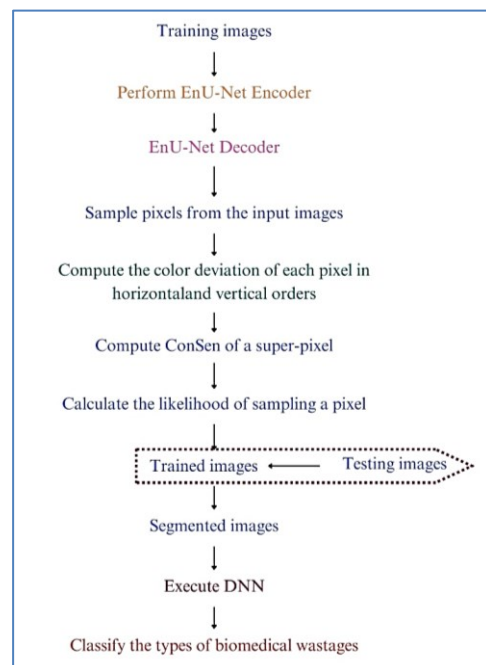 Training images
Perform EnU-Net Encoder
EnU-Net Decoder
Sample pixels from the input images
Compute the color deviation of each pixel in
horizontaland vertical orders
Compute ConSen of a super-pixel
Calculate the likelihood of sampling a pixel
Trained images Testing images
Segmented images
Execute DNN
Classify the types of biomedical wastages